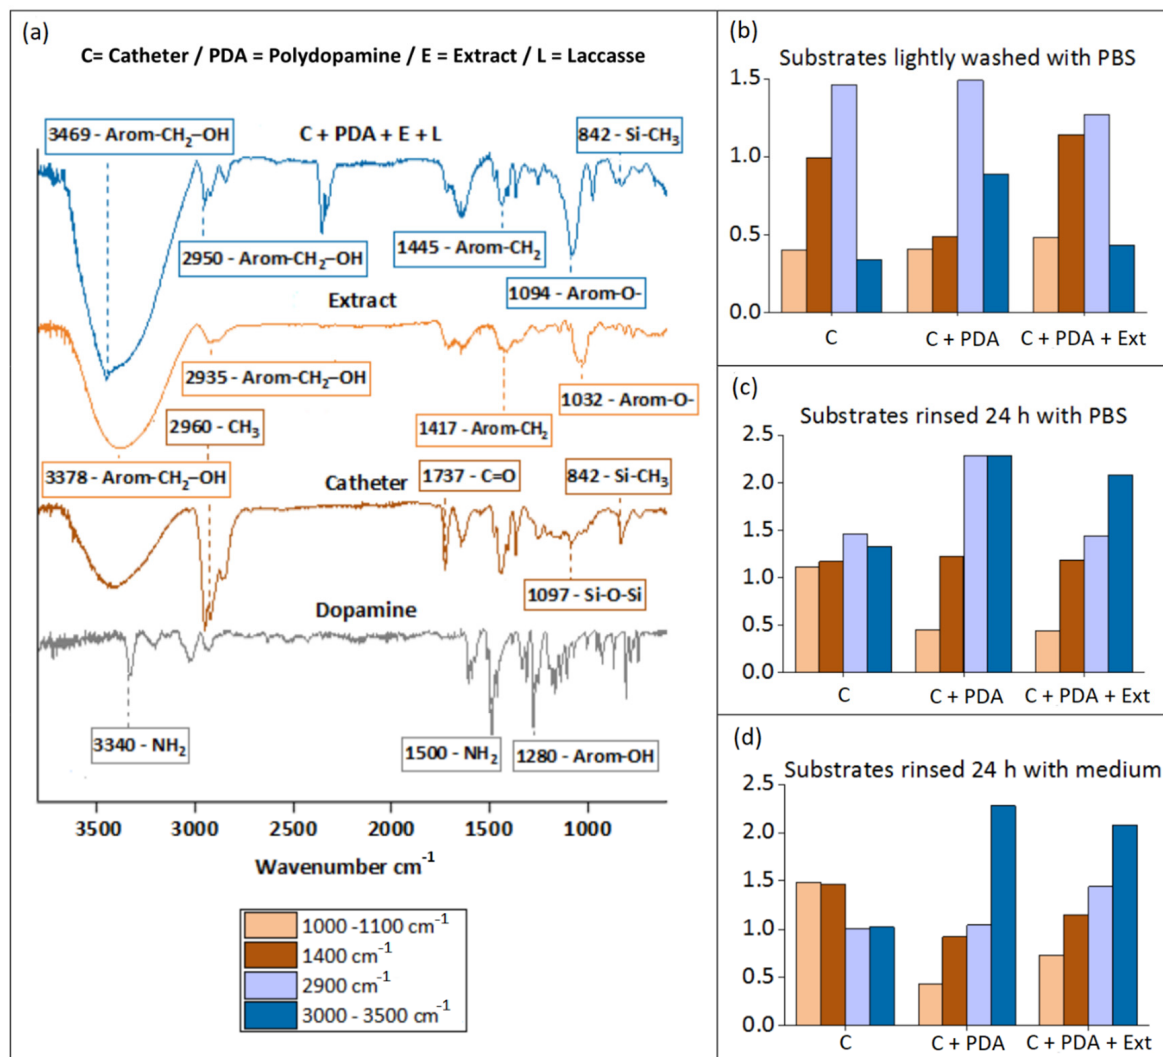 (a)
C= Catheter / PDA = Polydopamine / E = Extract / L = Laccasse
3469 - Arom-CH₂–OH
C + PDA + E + L
842 - Si-CH₃
2950 - Arom-CH₂–OH
1445 - Arom-CH₂
1094 - Arom-O-
Extract
2935 - Arom-CH₂–OH
1032 - Arom-O-
2960 - CH₃
1417 - Arom-CH₂
3378 - Arom-CH₂–OH
Catheter
1737 - C=O
842 - Si-CH₃
1097 - Si-O-Si
Dopamine
3340 - NH₂
1500 - NH₂
1280 - Arom-OH
3500 3000 2500 2000 1500 1000
Wavenumber cm⁻¹
1000 -1100 cm⁻¹
1400 cm⁻¹
2900 cm⁻¹
3000 - 3500 cm⁻¹
(b)
Substrates lightly washed with PBS
1.5
1.0
0.5
0.0
C C + PDA C + PDA + Ext
(c)
Substrates rinsed 24 h with PBS
2.5
2.0
1.5
1.0
0.5
0.0
C C + PDA C + PDA + Ext
(d)
Substrates rinsed 24 h with medium
2.5
2.0
1.5
1.0
0.5
0.0
C C + PDA C + PDA + Ext